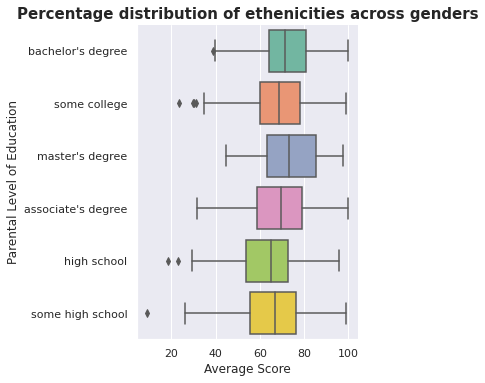 Percentage distribution of ethenicities across genders
bachelor's degree
some college
master's degree
associate's degree
high school
some high school
Parental Level of Education
20 40 60 80 100
Average Score